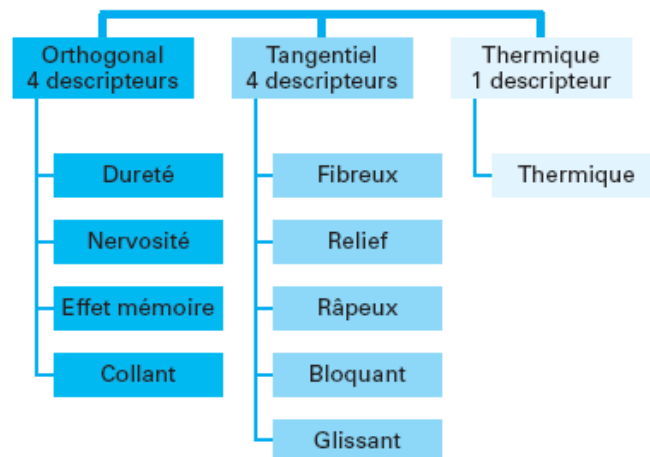 Orthogonal
4 descripteurs
Tangentiel
4 descripteurs
Thermique
1 descripteur
Dureté
Nervosité
Effet mémoire
Collant
Fibreux
Relief
Râpeux
Bloquant
Glissant
Thermique